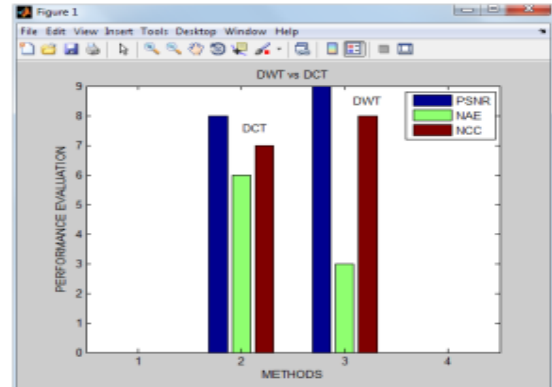 Figure 1
File Edit View Insert Tools Desktop Window Help
DWT vs DCT
9
8
7
6
5
4
3
2
1
0
PERFORMANCE EVALUATION
DCT
DWT
PSNR
NAE
NCC
1 2 3 4
METHODS